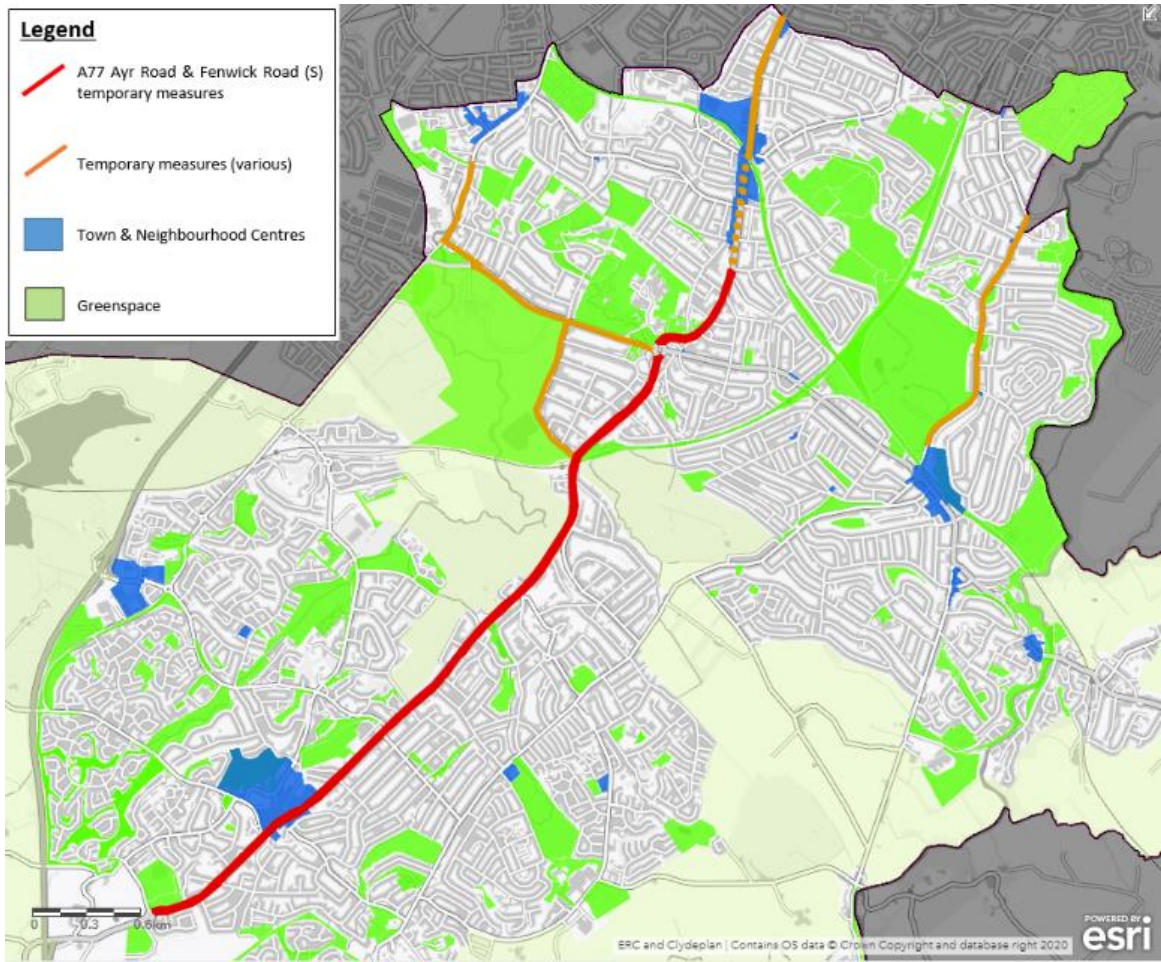 Legend
A77 Ayr Road & Fenwick Road (S)
temporary measures
Temporary measures (various)
Town & Neighbourhood Centres
Greenspace
0 0.3 0.6km
ERC and Clydeplan | Contains OS data © Crown Copyright and database right 2020
POWERED BY
esri